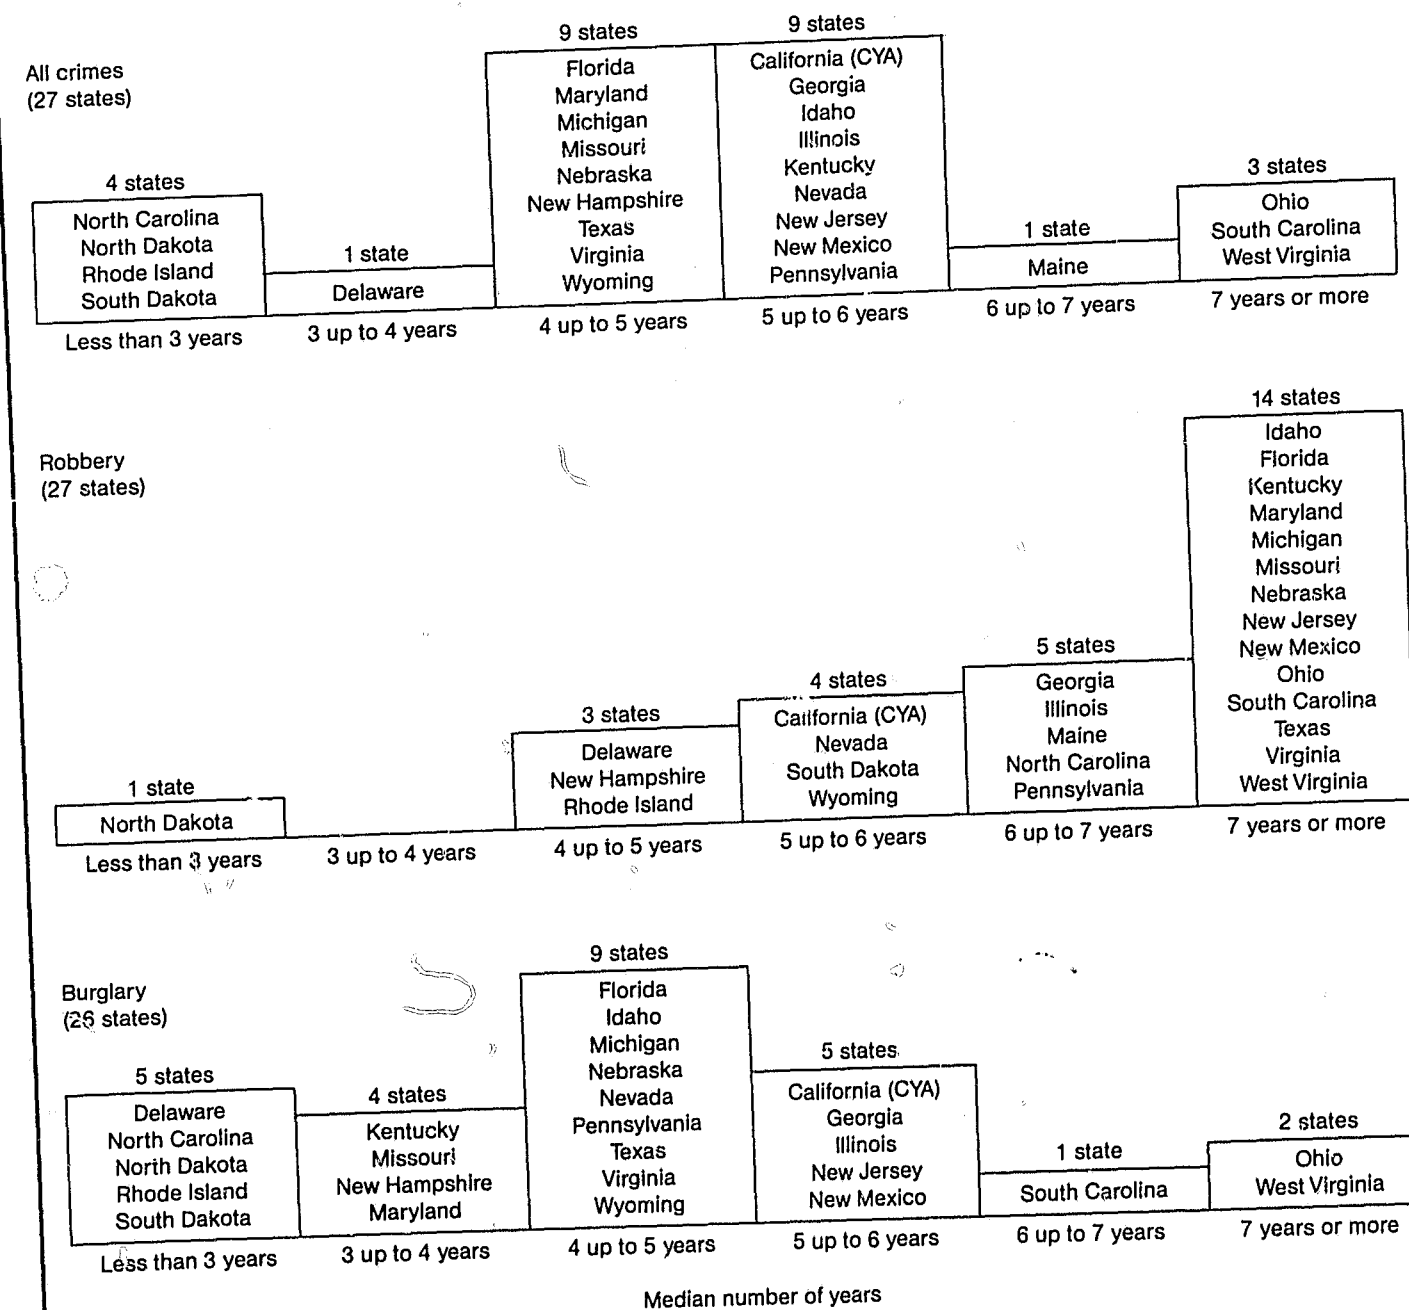 All crimes
(27 states)
4 states
North Carolina
North Dakota
Rhode Island
South Dakota
Less than 3 years
1 state
Delaware
3 up to 4 years
9 states
Florida
Maryland
Michigan
Missouri
Nebraska
New Hampshire
Texas
Virginia
Wyoming
4 up to 5 years
9 states
California (CYA)
Georgia
Idaho
Illinois
Kentucky
Nevada
New Jersey
New Mexico
Pennsylvania
5 up to 6 years
1 state
Maine
6 up to 7 years
3 states
Ohio
South Carolina
West Virginia
7 years or more
Robbery
(27 states)
1 state
North Dakota
Less than 3 years
3 up to 4 years
3 states
Delaware
New Hampshire
Rhode Island
4 up to 5 years
4 states
California (CYA)
Nevada
South Dakota
Wyoming
5 up to 6 years
5 states
Georgia
Illinois
Maine
North Carolina
Pennsylvania
6 up to 7 years
14 states
Idaho
Florida
Kentucky
Maryland
Michigan
Missouri
Nebraska
New Jersey
New Mexico
Ohio
South Carolina
Texas
Virginia
West Virginia
7 years or more
Burglary
(26 states)
5 states
Delaware
North Carolina
North Dakota
Rhode Island
South Dakota
Less than 3 years
4 states
Kentucky
Missouri
New Hampshire
Maryland
3 up to 4 years
9 states
Florida
Idaho
Michigan
Nebraska
Nevada
Pennsylvania
Texas
Virginia
Wyoming
4 up to 5 years
5 states
California (CYA)
Georgia
Illinois
New Jersey
New Mexico
5 up to 6 years
1 state
South Carolina
6 up to 7 years
2 states
Ohio
West Virginia
7 years or more
Median number of years